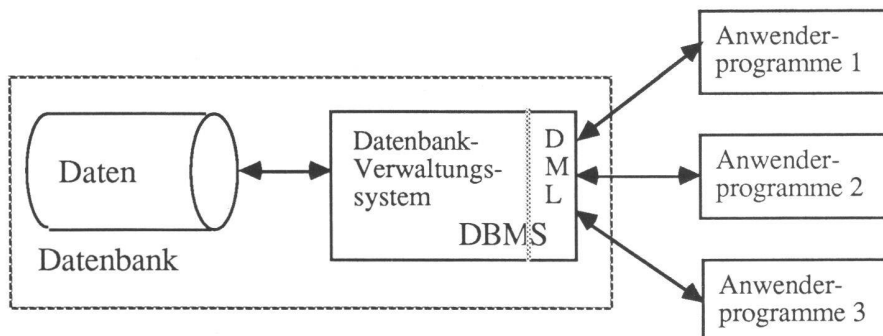 Daten
Datenbank
Datenbank-
Verwaltungs-
system
DBMS
D
M
L
Anwender-
programme 1
Anwender-
programme 2
Anwender-
programme 3